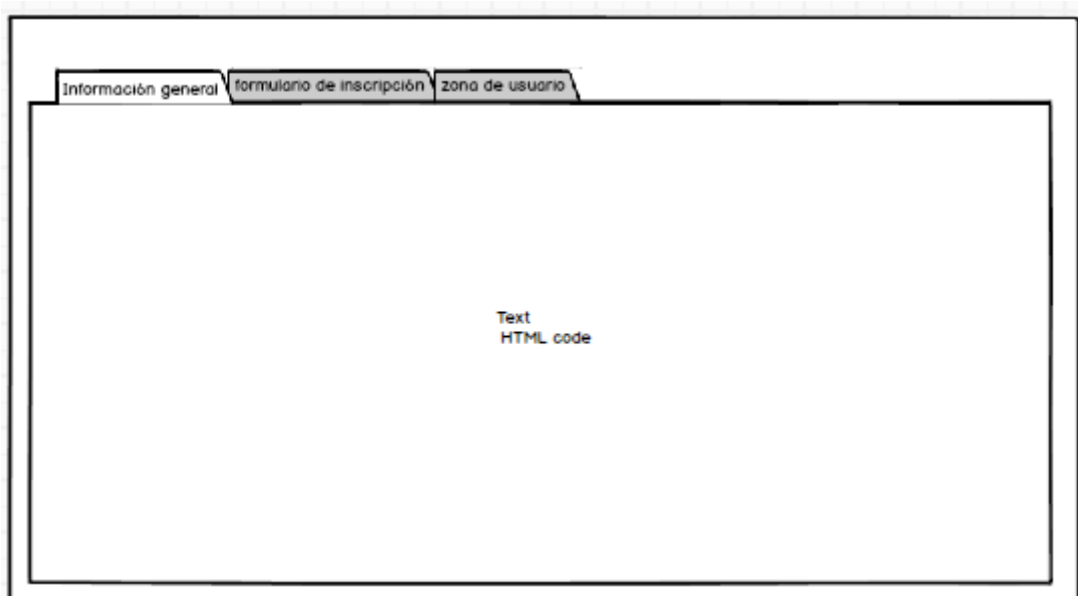 Información general
formulario de inscripción
zona de usuario
Text
HTML code